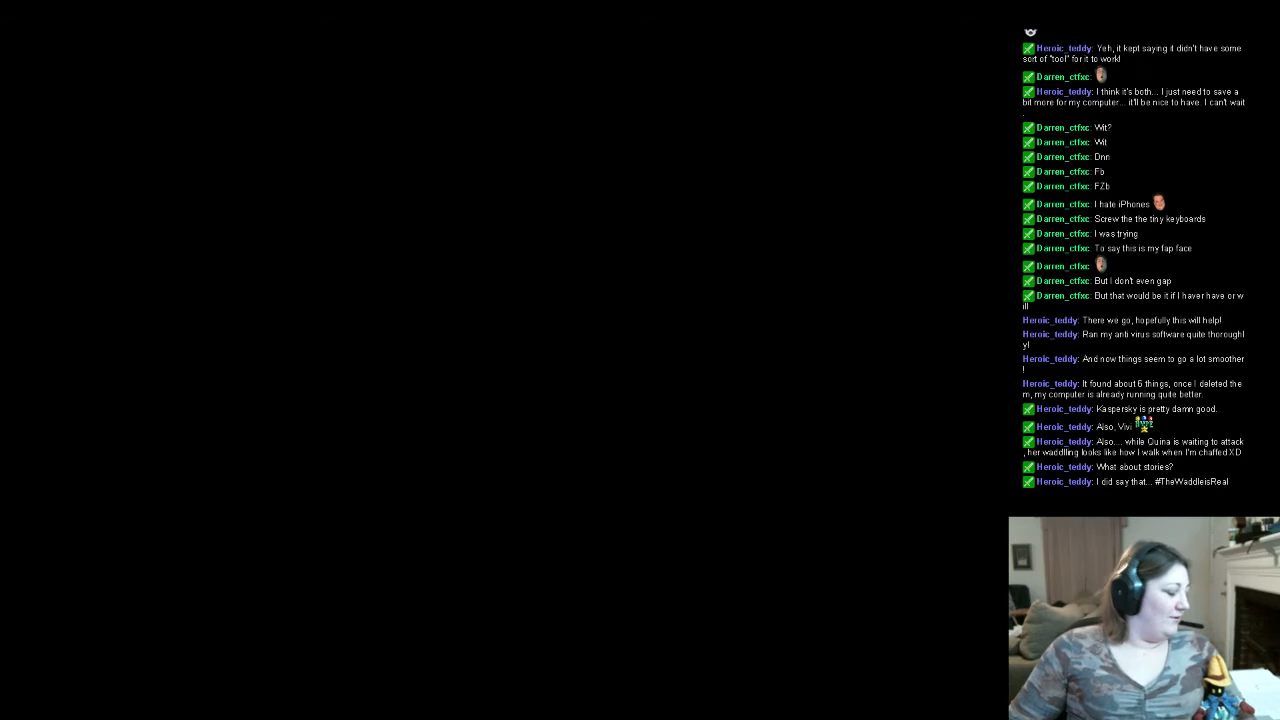 Heroic_teddy: Yeh, it kept saying it didn't have some
sort of "tool" for it to work!
Darren_ctfxc:
Heroic_teddy: I think it's both... I just need to save a
bit more for my computer... it'll be nice to have. I can't wait
.
Darren_ctfxc: Wit?
Darren_ctfxc: Wit
Darren_ctfxc: Dnn
Darren_ctfxc: Fb
Darren_ctfxc: FZb
Darren_ctfxc: I hate iPhones
Darren_ctfxc: Screw the the tiny keyboards
Darren_ctfxc: I was trying
Darren_ctfxc: To say this is my fap face
Darren_ctfxc:
Darren_ctfxc: But I don't even gap
Darren_ctfxc: But that would be it if I haver have or w
ill
Heroic_teddy: There we go, hopefully this will help!
Heroic_teddy: Ran my anti virus software quite thoroughl
y!
Heroic_teddy: And now things seem to go a lot smoother
!
Heroic_teddy: It found about 6 things, once I deleted the
m, my computer is already running quite better.
Heroic_teddy: Kaspersky is pretty damn good.
Heroic_teddy: Also, Vivi
Heroic_teddy: Also.... while Quina is waiting to attack
, her waddling looks like how I walk when I'm chaffed XD
Heroic_teddy: What about stories?
Heroic_teddy: I did say that... #TheWaddleisReal